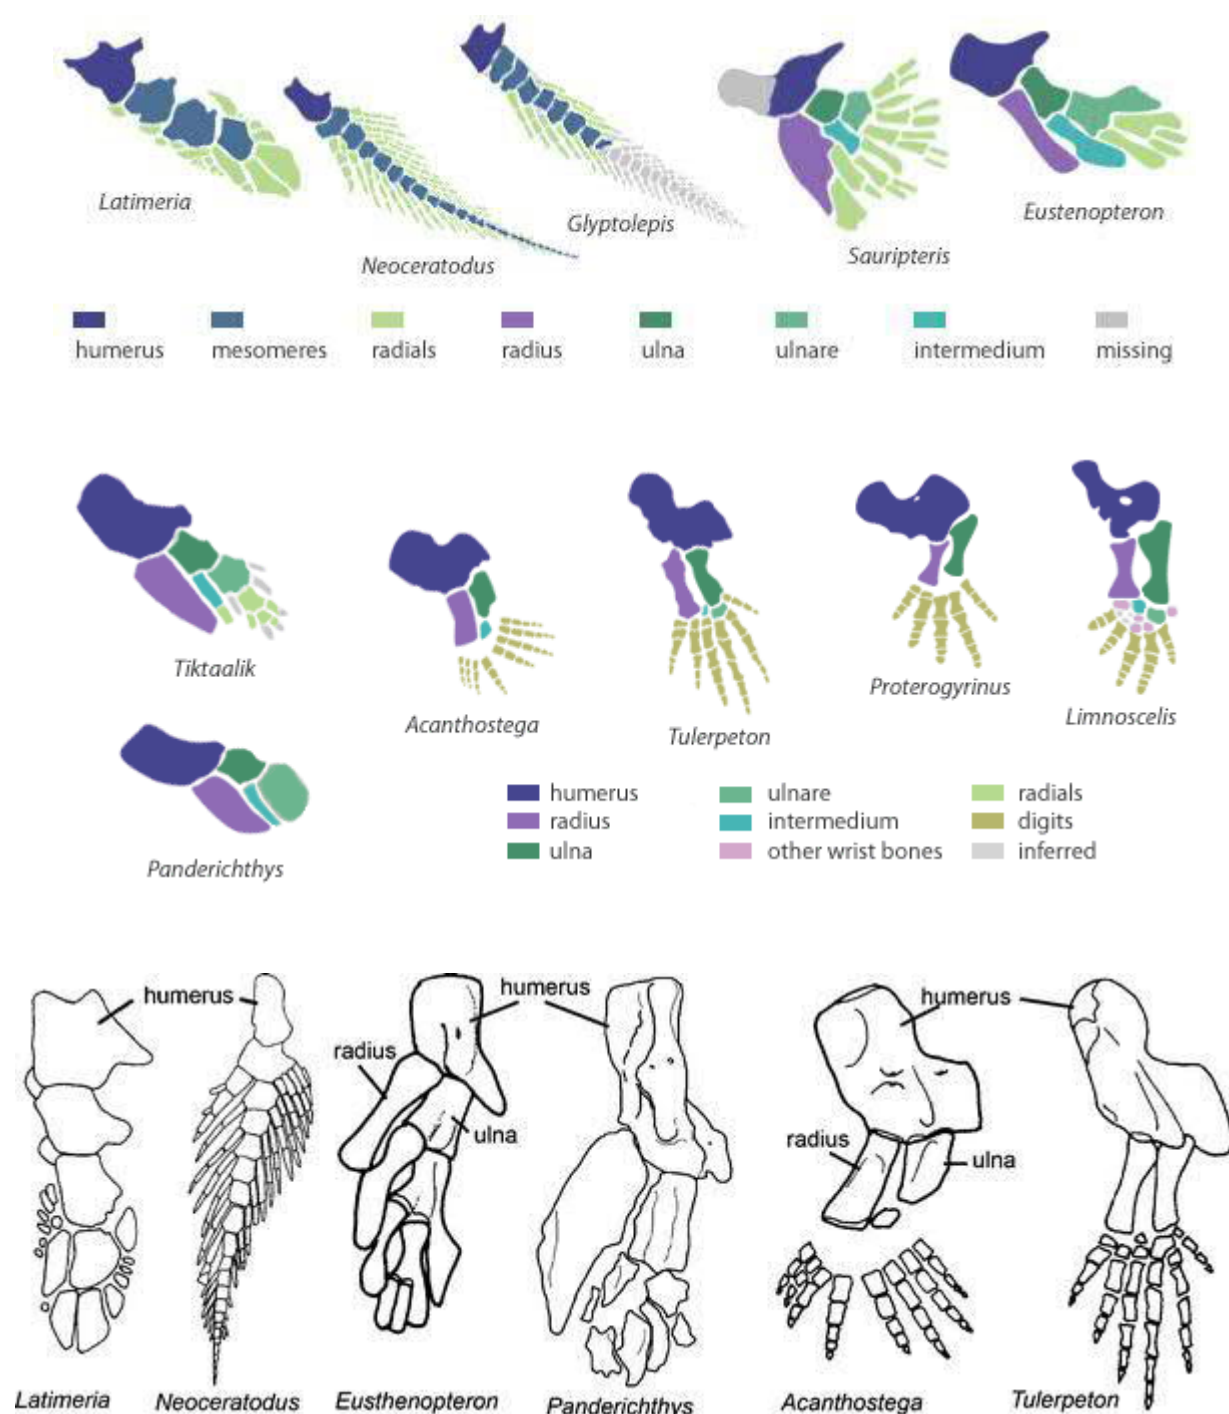 Latimeria
Neoceratodus
Glyptolepis
Sauripteris
Eustenopteron
humerus mesomeres radials radius ulna ulnare intermedium missing
Tiktaalik
Acanthostega
Tulerpeton
Proterogyrinus
Limnoscelis
Panderichthys
humerus ulnare radials
radius intermedium digits
ulna other wrist bones inferred
humerus humerus humerus
radius
ulna
radius
ulna
Latimeria Neoceratodus Eusthenopteron Panderichthys Acanthostega Tulerpeton